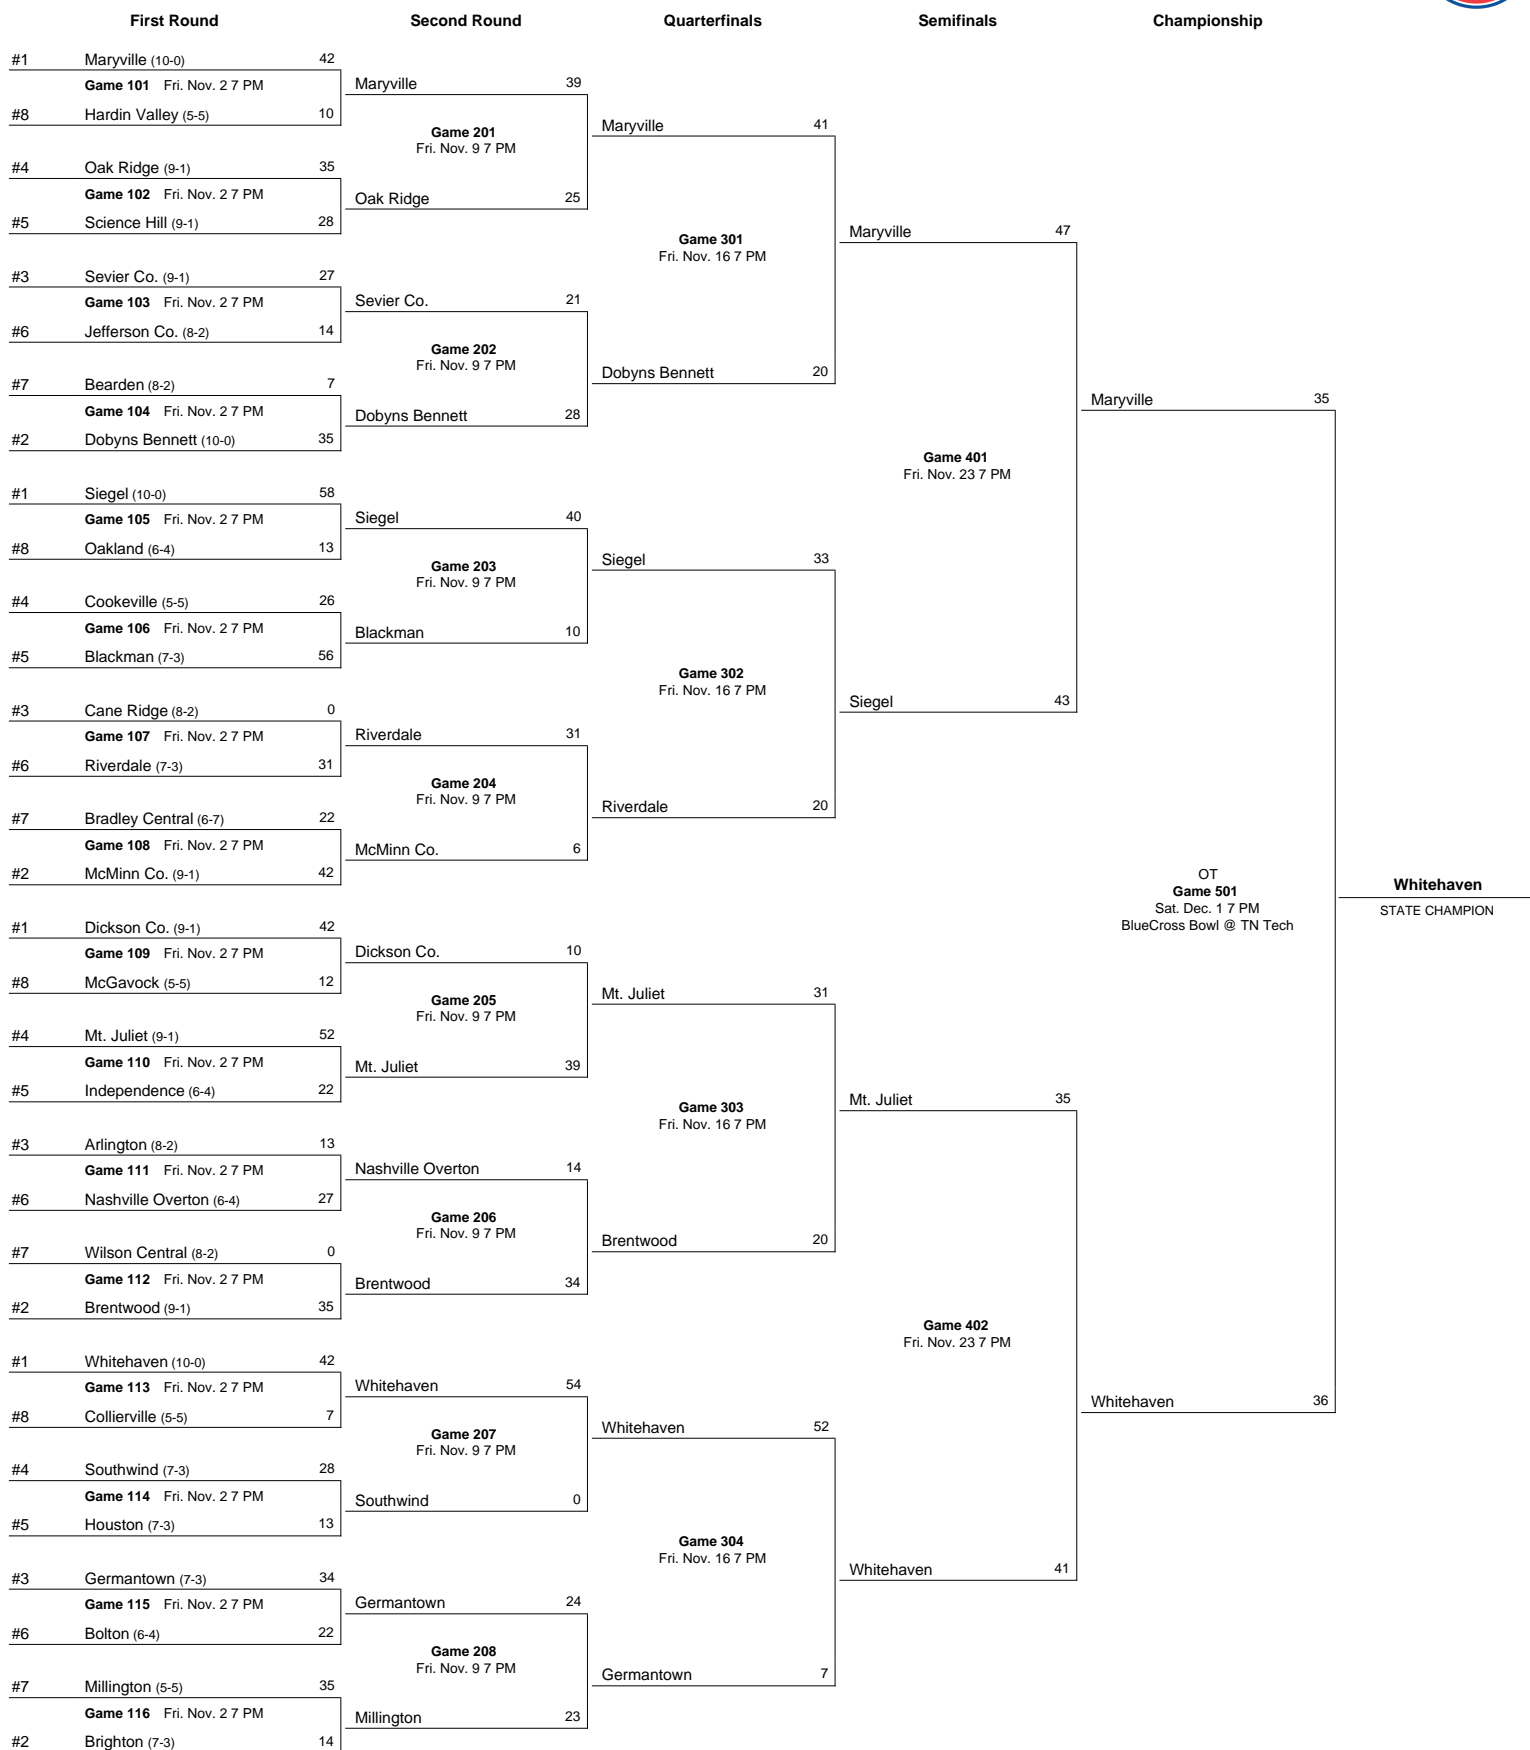 First Round Second Round Quarterfinals Semifinals Championship
#1 Maryville (10-0) 42
Game 101 Fri. Nov. 2 7 PM
#8 Hardin Valley (5-5) 10
#4 Oak Ridge (9-1) 35
Game 102 Fri. Nov. 2 7 PM
#5 Science Hill (9-1) 28
#3 Sevier Co. (9-1) 27
Game 103 Fri. Nov. 2 7 PM
#6 Jefferson Co. (8-2) 14
#7 Bearden (8-2) 7
Game 104 Fri. Nov. 2 7 PM
#2 Dobyns Bennett (10-0) 35
#1 Siegel (10-0) 58
Game 105 Fri. Nov. 2 7 PM
#8 Oakland (6-4) 13
#4 Cookeville (5-5) 26
Game 106 Fri. Nov. 2 7 PM
#5 Blackman (7-3) 56
#3 Cane Ridge (8-2) 0
Game 107 Fri. Nov. 2 7 PM
#6 Riverdale (7-3) 31
#7 Bradley Central (6-7) 22
Game 108 Fri. Nov. 2 7 PM
#2 McMinn Co. (9-1) 42
#1 Dickson Co. (9-1) 42
Game 109 Fri. Nov. 2 7 PM
#8 McGavock (5-5) 12
#4 Mt. Juliet (9-1) 52
Game 110 Fri. Nov. 2 7 PM
#5 Independence (6-4) 22
#3 Arlington (8-2) 13
Game 111 Fri. Nov. 2 7 PM
#6 Nashville Overton (6-4) 27
#7 Wilson Central (8-2) 0
Game 112 Fri. Nov. 2 7 PM
#2 Brentwood (9-1) 35
#1 Whitehaven (10-0) 42
Game 113 Fri. Nov. 2 7 PM
#8 Collierville (5-5) 7
#4 Southwind (7-3) 28
Game 114 Fri. Nov. 2 7 PM
#5 Houston (7-3) 13
#3 Germantown (7-3) 34
Game 115 Fri. Nov. 2 7 PM
#6 Bolton (6-4) 22
#7 Millington (5-5) 35
Game 116 Fri. Nov. 2 7 PM
#2 Brighton (7-3) 14
Maryville 39
Game 201
Fri. Nov. 9 7 PM
Oak Ridge 25
Sevier Co. 21
Game 202
Fri. Nov. 9 7 PM
Dobyns Bennett 28
Siegel 40
Game 203
Fri. Nov. 9 7 PM
Blackman 10
Riverdale 31
Game 204
Fri. Nov. 9 7 PM
McMinn Co. 6
Dickson Co. 10
Game 205
Fri. Nov. 9 7 PM
Mt. Juliet 39
Nashville Overton 14
Game 206
Fri. Nov. 9 7 PM
Brentwood 34
Whitehaven 54
Game 207
Fri. Nov. 9 7 PM
Southwind 0
Germantown 24
Game 208
Fri. Nov. 9 7 PM
Millington 23
Maryville 41
Game 301
Fri. Nov. 16 7 PM
Dobyns Bennett 20
Siegel 33
Game 302
Fri. Nov. 16 7 PM
Riverdale 20
Mt. Juliet 31
Game 303
Fri. Nov. 16 7 PM
Brentwood 20
Whitehaven 52
Game 304
Fri. Nov. 16 7 PM
Germantown 7
Maryville 47
Game 401
Fri. Nov. 23 7 PM
Siegel 43
Mt. Juliet 35
Game 402
Fri. Nov. 23 7 PM
Whitehaven 41
Maryville 35
OT
Game 501
Sat. Dec. 1 7 PM
BlueCross Bowl @ TN Tech
Whitehaven 36
Whitehaven
STATE CHAMPION